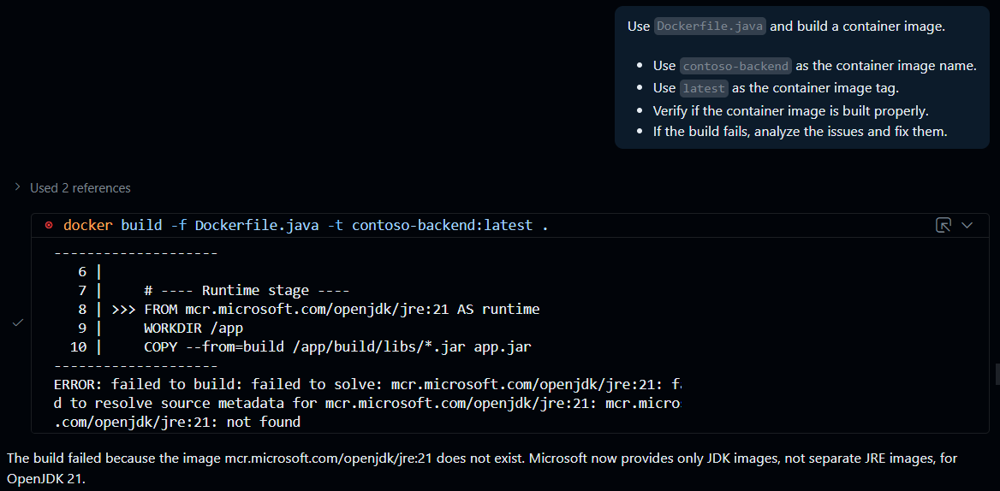 Use Dockerfile.java and build a container image.
• Use contoso-backend as the container image name.
• Use latest as the container image tag.
• Verify if the container image is built properly.
• If the build fails, analyze the issues and fix them.
Used 2 references
docker build -f Dockerfile.java -t contoso-backend:latest .
--------------------
6 |
7 |     # ---- Runtime stage ----
8 | >>> FROM mcr.microsoft.com/openjdk/jre:21 AS runtime
9 |     WORKDIR /app
10 |     COPY --from=build /app/build/libs/*.jar app.jar
--------------------
ERROR: failed to build: failed to solve: mcr.microsoft.com/openjdk/jre:21:
d to resolve source metadata for mcr.microsoft.com/openjdk/jre:21: mcr.micros
.com/openjdk/jre:21: not found
The build failed because the image mcr.microsoft.com/openjdk/jre:21 does not exist. Microsoft now provides only JDK images, not separate JRE images, for
OpenJDK 21.